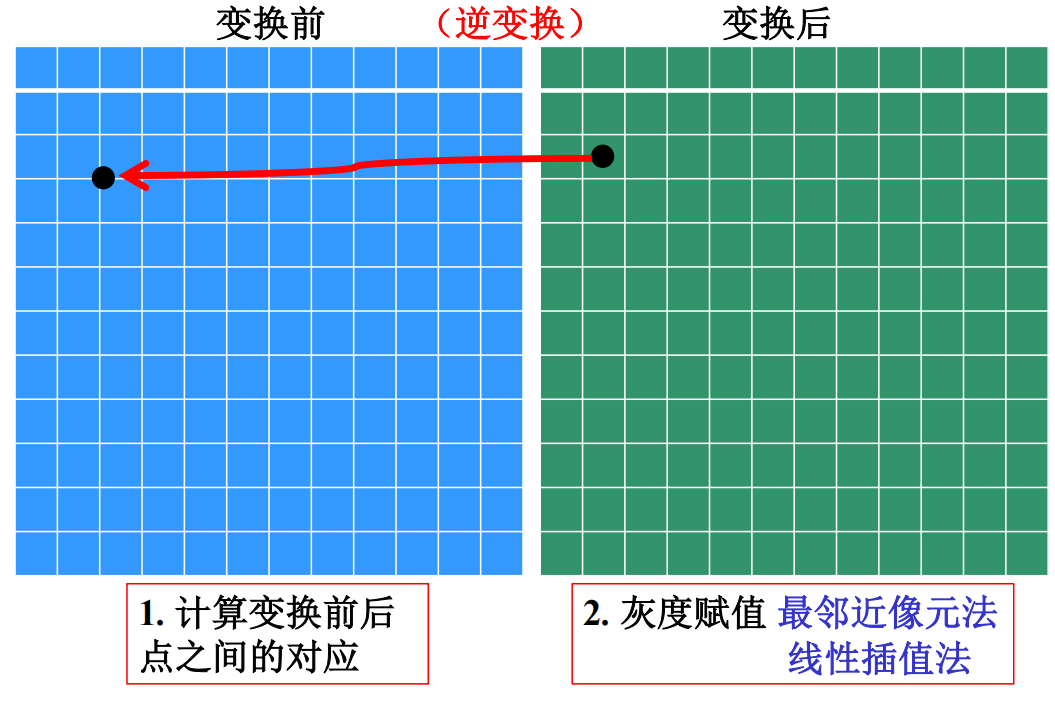 变换前 （逆变换） 变换后
1. 计算变换前后
点之间的对应
2. 灰度赋值 最邻近像元法
线性插值法